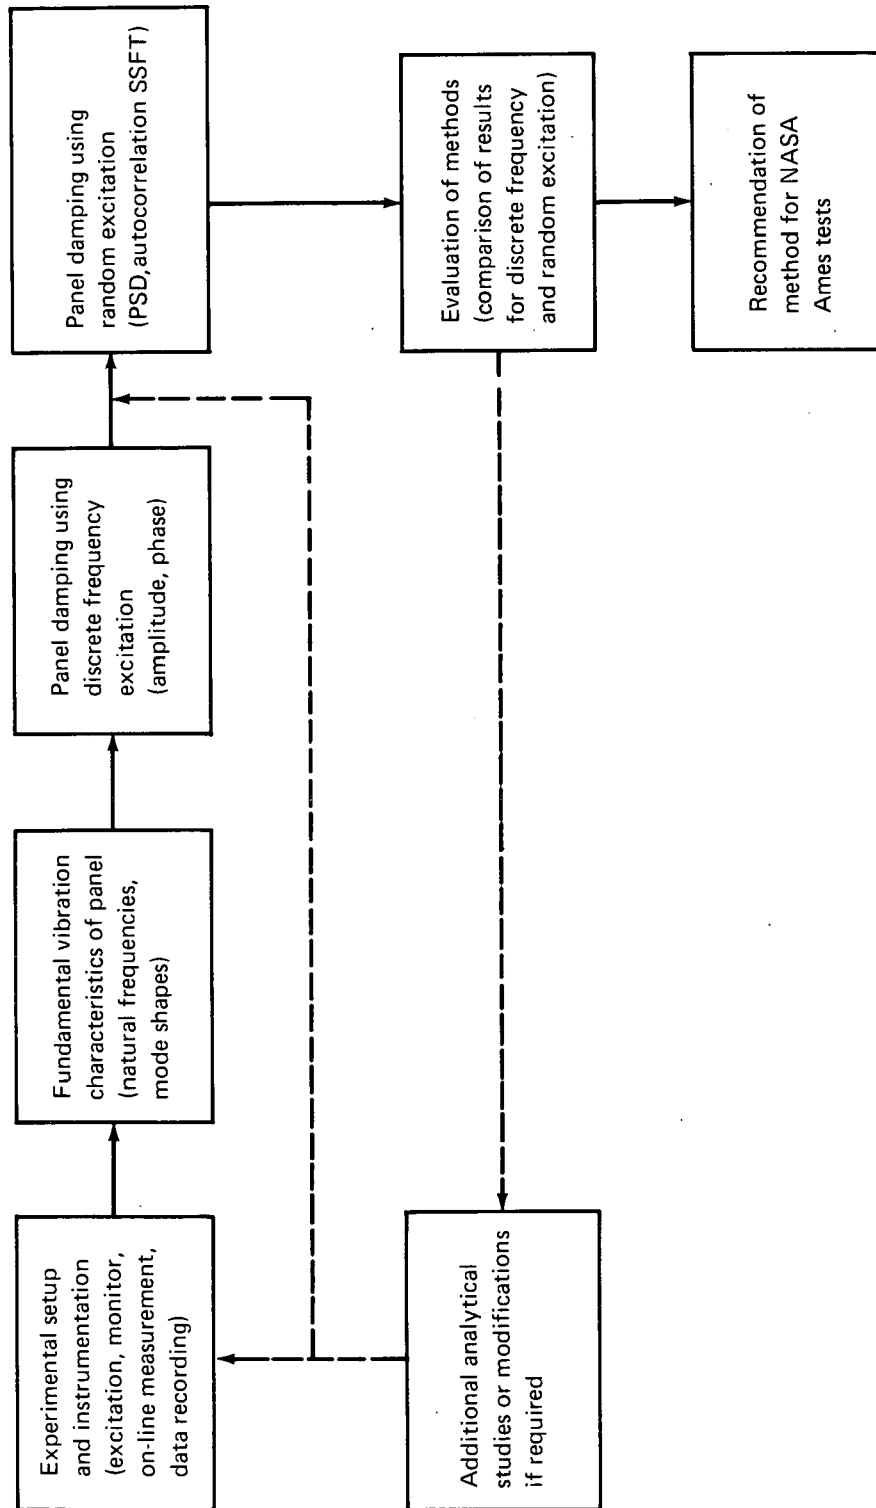 Experimental setup
and instrumentation
(excitation, monitor,
on-line measurement,
data recording)
Fundamental vibration
characteristics of panel
(natural frequencies,
mode shapes)
Panel damping using
discrete frequency
excitation
(amplitude, phase)
Panel damping using
random excitation
(PSD,autocorrelation SSFT)
Additional analytical
studies or modifications
if required
Evaluation of methods
(comparison of results
for discrete frequency
and random excitation)
Recommendation of
method for NASA
Ames tests